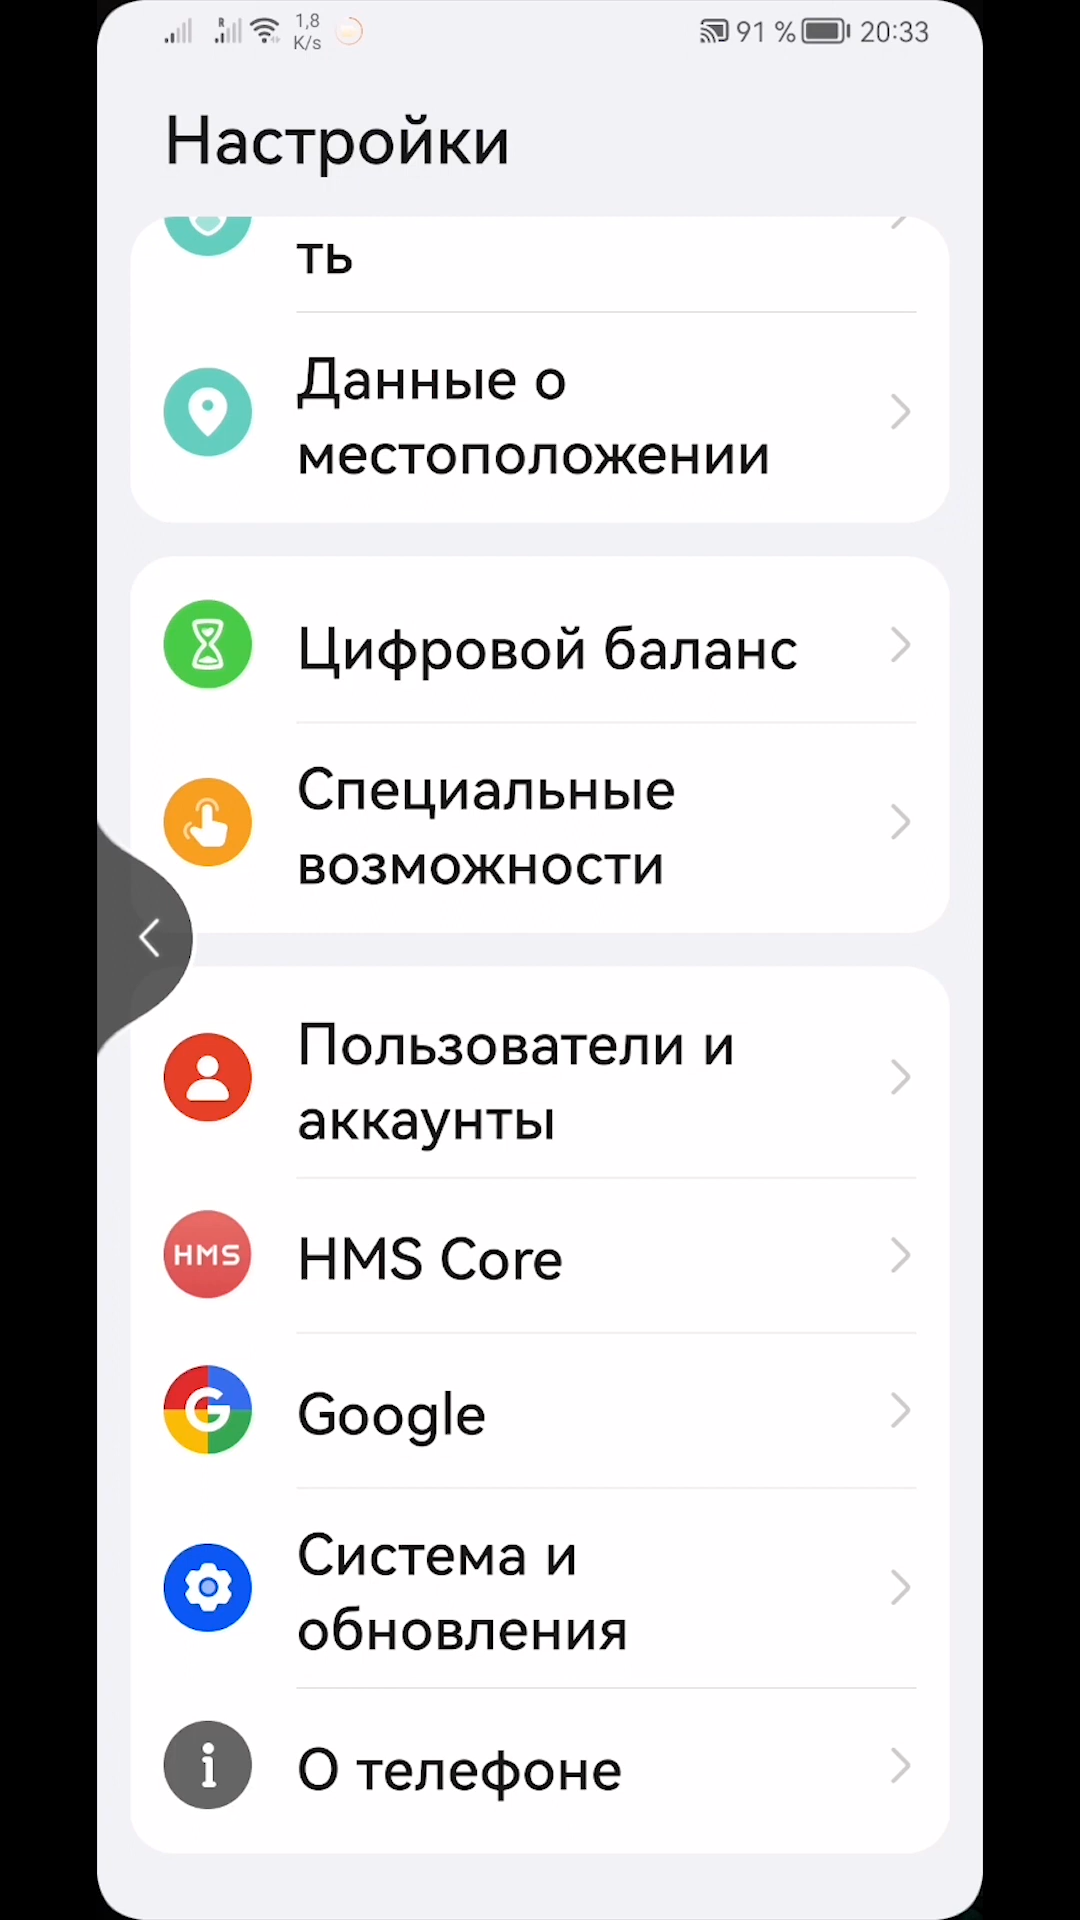 R
1,8
K/s
91 %
20:33
Настройки
ть
Данные о
местоположении
Цифровой баланс
Специальные
возможности
Пользователи и
аккаунты
HMS
HMS Core
G
Google
Система и
обновления
i
О телефоне